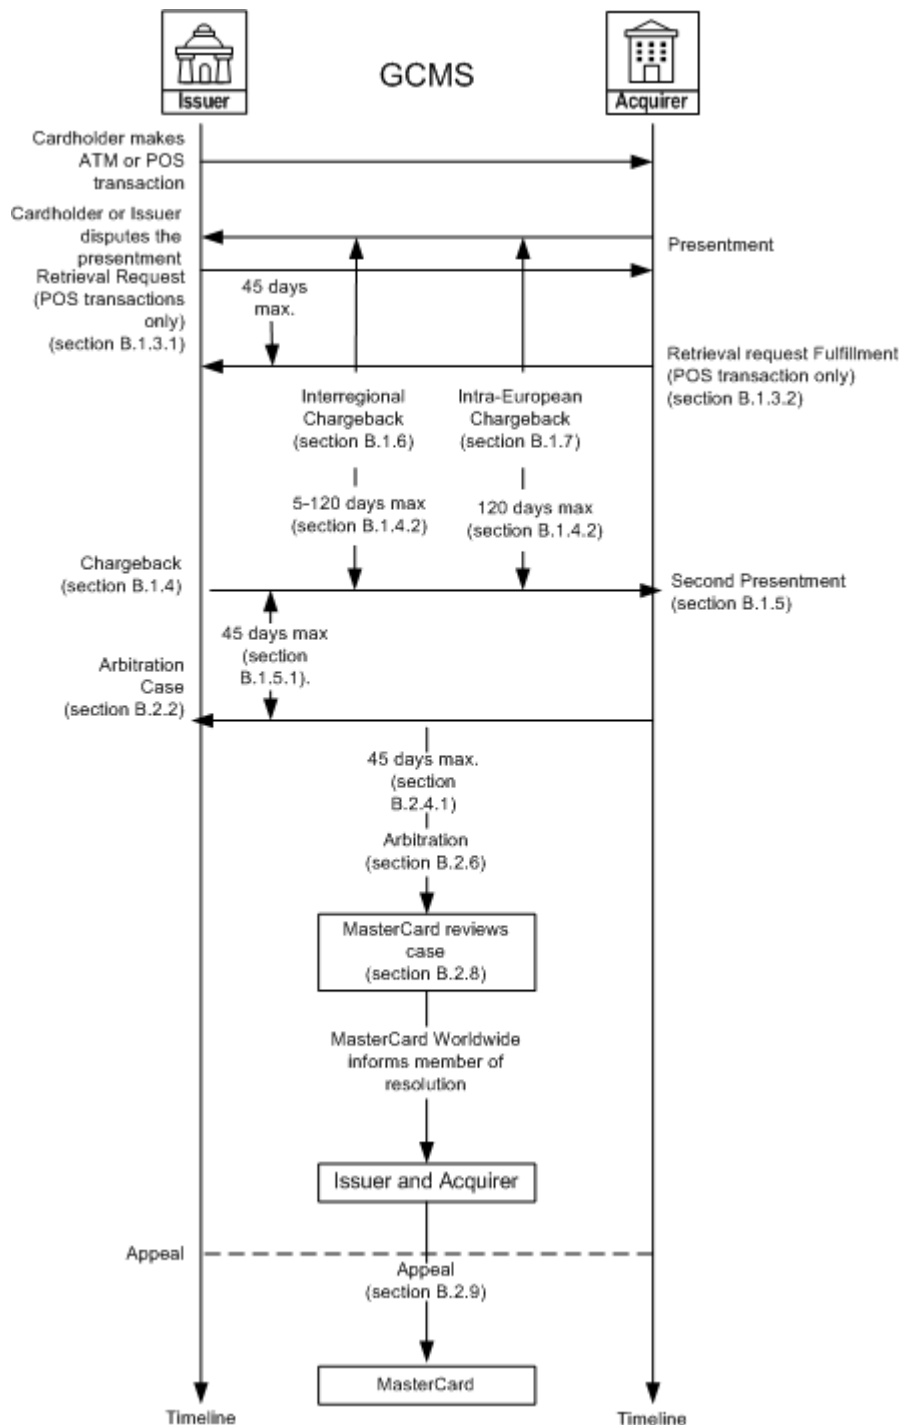 GCMS
Issuer
Acquirer
Cardholder makes
ATM or POS
transaction
Cardholder or Issuer
disputes the
presentment
Presentment
Retrieval Request
(POS transactions
only)
(section B.1.3.1)
45 days
max.
Retrieval request Fulfillment
(POS transaction only)
(section B.1.3.2)
Interregional
Chargeback
(section B.1.6)
Intra-European
Chargeback
(section B.1.7)
5-120 days max
(section B.1.4.2)
120 days max
(section B.1.4.2)
Chargeback
(section B.1.4)
Second Presentment
(section B.1.5)
45 days max
(section
B.1.5.1).
Arbitration
Case
(section B.2.2)
45 days max.
(section
B.2.4.1)
Arbitration
(section B.2.6)
MasterCard reviews
case
(section B.2.8)
MasterCard Worldwide
informs member of
resolution
Issuer and Acquirer
Appeal
Appeal
(section B.2.9)
MasterCard
Timeline
Timeline